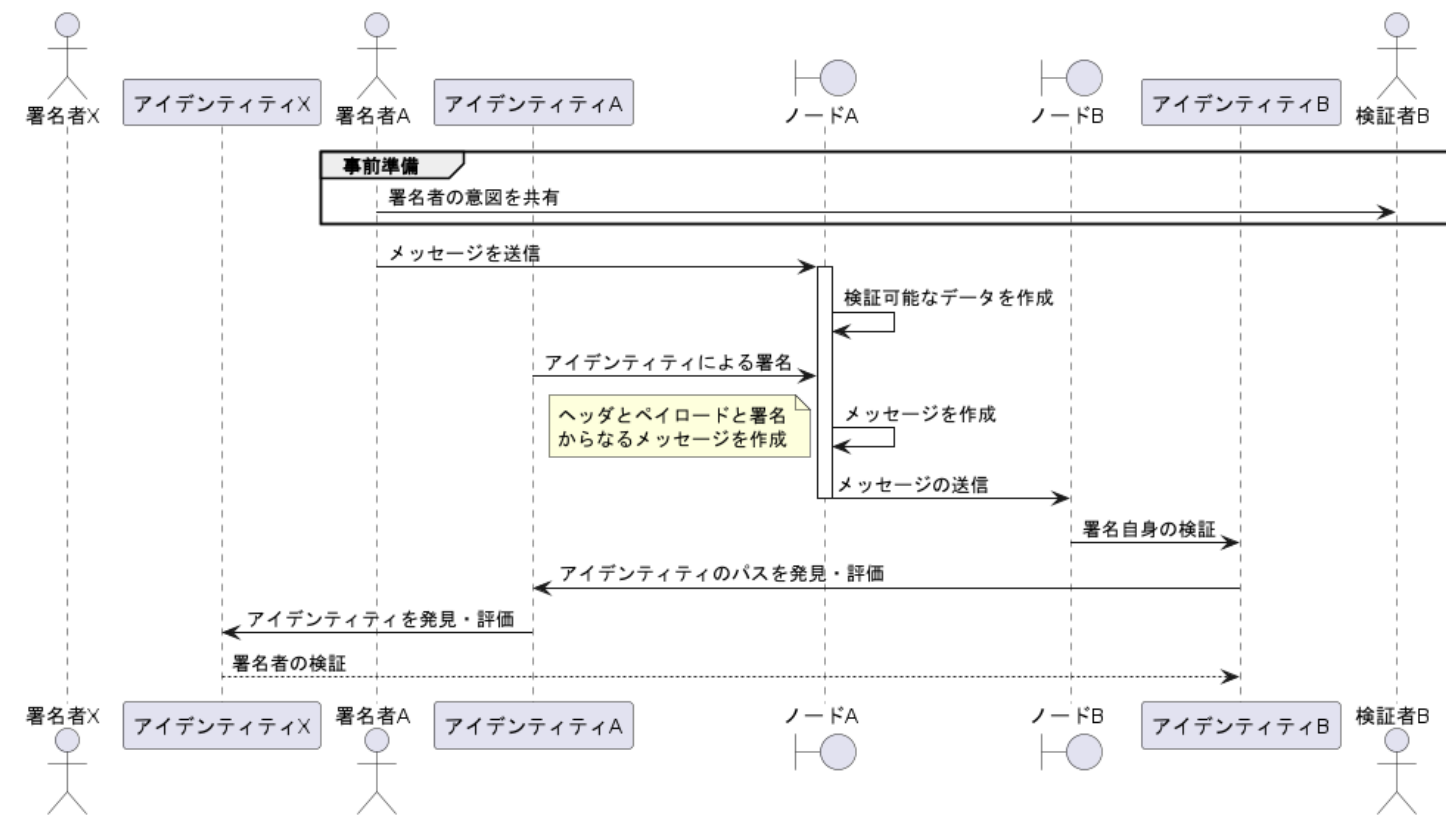 署名者X
アイデンティティX
署名者A
アイデンティティA
ノードA
ノードB
アイデンティティB
検証者B
事前準備
署名者の意図を共有
メッセージを送信
検証可能なデータを作成
アイデンティティによる署名
ヘッダとペイロードと署名
からなるメッセージを作成
メッセージを作成
メッセージの送信
署名自身の検証
アイデンティティのパスを発見・評価
アイデンティティを発見・評価
署名者の検証
署名者X
アイデンティティX
署名者A
アイデンティティA
ノードA
ノードB
アイデンティティB
検証者B